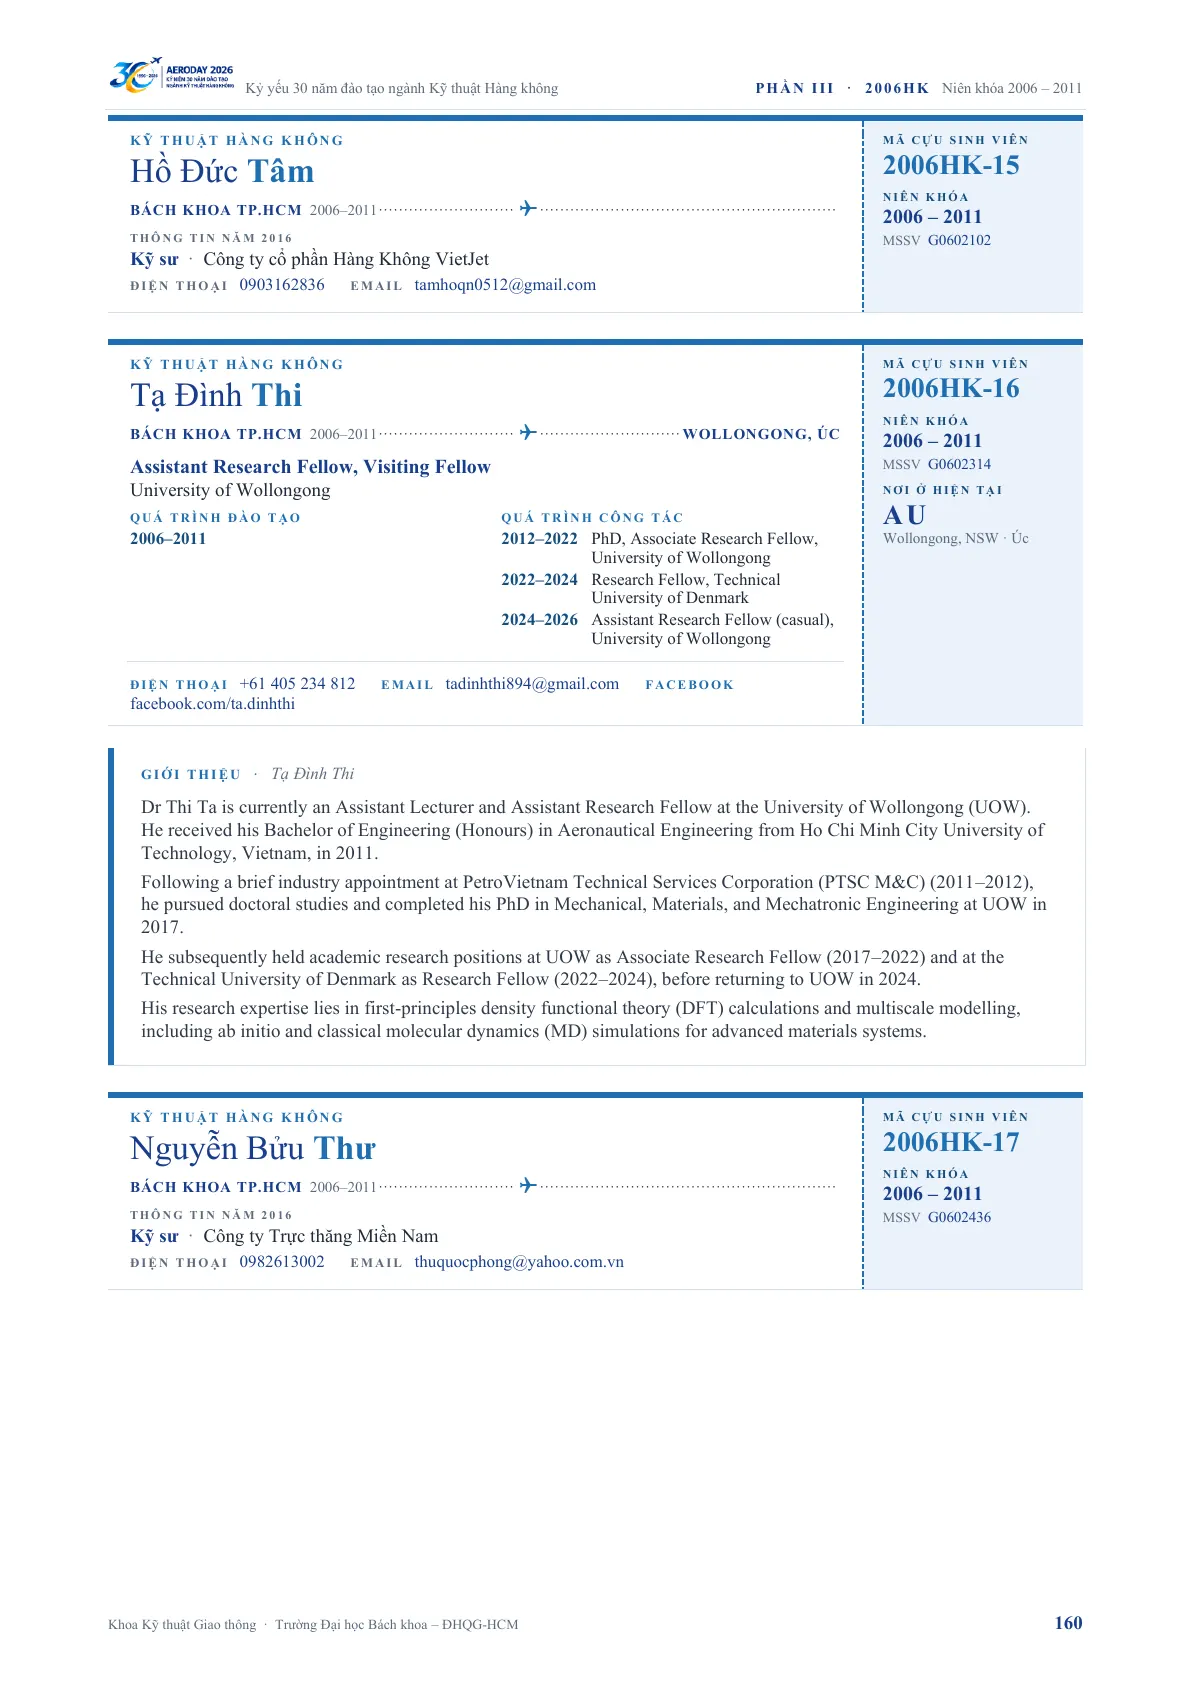 30
1996 - 2026
AERODAY 2026
KỶ NIỆM 30 NĂM ĐÀO TẠO
NGÀNH KỸ THUẬT HÀNG KHÔNG
Kỷ yếu 30 năm đào tạo ngành Kỹ thuật Hàng không
PHẦN III · 2006HK Niên khóa 2006 – 2011
KỸ THUẬT HÀNG KHÔNG
Hồ Đức Tâm
BÁCH KHOA TP.HCM 2006–2011
THÔNG TIN NĂM 2016
Kỹ sư · Công ty cổ phần Hàng Không VietJet
ĐIỆN THOẠI 0903162836 EMAIL tamhoqn0512@gmail.com
MÃ CỰU SINH VIÊN
2006HK-15
NIÊN KHÓA
2006 – 2011
MSSV G0602102
KỸ THUẬT HÀNG KHÔNG
Tạ Đình Thi
BÁCH KHOA TP.HCM 2006–2011 WOLLONGONG, ÚC
Assistant Research Fellow, Visiting Fellow
University of Wollongong
QUÁ TRÌNH ĐÀO TẠO
2006–2011
QUÁ TRÌNH CÔNG TÁC
2012–2022 PhD, Associate Research Fellow,
University of Wollongong
2022–2024 Research Fellow, Technical
University of Denmark
2024–2026 Assistant Research Fellow (casual),
University of Wollongong
ĐIỆN THOẠI +61 405 234 812 EMAIL tadinhthi894@gmail.com FACEBOOK
facebook.com/ta.dinhthi
MÃ CỰU SINH VIÊN
2006HK-16
NIÊN KHÓA
2006 – 2011
MSSV G0602314
NƠI Ở HIỆN TẠI
AU
Wollongong, NSW · Úc
GIỚI THIỆU · Tạ Đình Thi
Dr Thi Ta is currently an Assistant Lecturer and Assistant Research Fellow at the University of Wollongong (UOW).
He received his Bachelor of Engineering (Honours) in Aeronautical Engineering from Ho Chi Minh City University of
Technology, Vietnam, in 2011.
Following a brief industry appointment at PetroVietnam Technical Services Corporation (PTSC M&C) (2011–2012),
he pursued doctoral studies and completed his PhD in Mechanical, Materials, and Mechatronic Engineering at UOW in
2017.
He subsequently held academic research positions at UOW as Associate Research Fellow (2017–2022) and at the
Technical University of Denmark as Research Fellow (2022–2024), before returning to UOW in 2024.
His research expertise lies in first-principles density functional theory (DFT) calculations and multiscale modelling,
including ab initio and classical molecular dynamics (MD) simulations for advanced materials systems.
KỸ THUẬT HÀNG KHÔNG
Nguyễn Bửu Thư
BÁCH KHOA TP.HCM 2006–2011
THÔNG TIN NĂM 2016
Kỹ sư · Công ty Trực thăng Miền Nam
ĐIỆN THOẠI 0982613002 EMAIL thuquocphong@yahoo.com.vn
MÃ CỰU SINH VIÊN
2006HK-17
NIÊN KHÓA
2006 – 2011
MSSV G0602436
Khoa Kỹ thuật Giao thông · Trường Đại học Bách khoa – ĐHQG-HCM
160